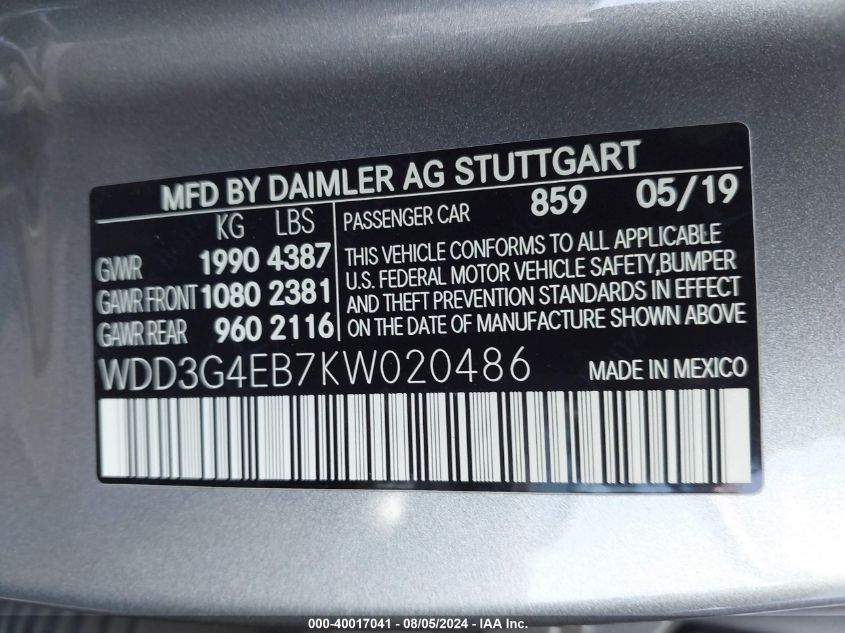 MFD BY DAIMLER AG STUTTGART
KG LBS
PASSENGER CAR 859 05/19
GVWR 1990 4387
GAWR FRONT 1080 2381
GAWR REAR 960 2116
THIS VEHICLE CONFORMS TO ALL APPLICABLE
U.S. FEDERAL MOTOR VEHICLE SAFETY,BUMPER
AND THEFT PREVENTION STANDARDS IN EFFECT
ON THE DATE OF MANUFACTURE SHOWN ABOVE
WDD3G4EB7KW020486
MADE IN MEXICO
000-40017041 - 08/05/2024 - IAA Inc.